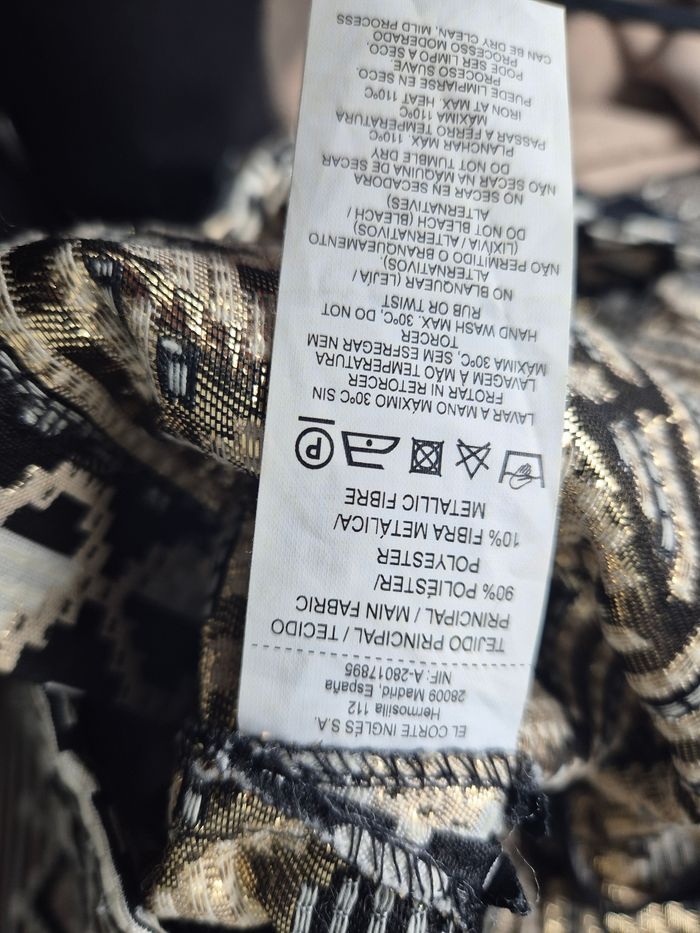 EL CORTE INGLÉS S.A.
Hermosilla 112
28009 Madrid, España
NIF: A-28017895
TEJIDO PRINCIPAL / TECIDO
PRINCIPAL / MAIN FABRIC
90% POLIÉSTER/
POLYESTER
10% FIBRA METÁLICA/
METALLIC FIBRE
P
LAVAR A MANO MÁXIMO 30ºC SIN
FROTAR NI RETORCER
LAVAGEM À MÃO TEMPERATURA
MÁXIMA 30ºC, SEM ESFREGAR NEM
TORCER
HAND WASH MAX. 30ºC, DO NOT
RUB OR TWIST
NO BLANQUEAR (LEJÍA/
ALTERNATIVOS).
NÃO PERMITIDO O BRANQUEAMENTO
(LIXÍVIA / ALTERNATIVOS)
DO NOT BLEACH (BLEACH /
ALTERNATIVES)
NO SECAR EN SECADORA
NÃO SECAR NA MÁQUINA DE SECAR
DO NOT TUMBLE DRY
PLANCHAR MAX. 110ºC
PASSAR A FERRO TEMPERATURA
MÁXIMA 110ºC
IRON AT MAX. HEAT 110ºC
PUEDE LIMPIARSE EN SECO.
PROCESO SUAVE
PODE SER LIMPO A SECO.
PROCESSO MODERADO.
CAN BE DRY CLEAN, MILD PROCESS